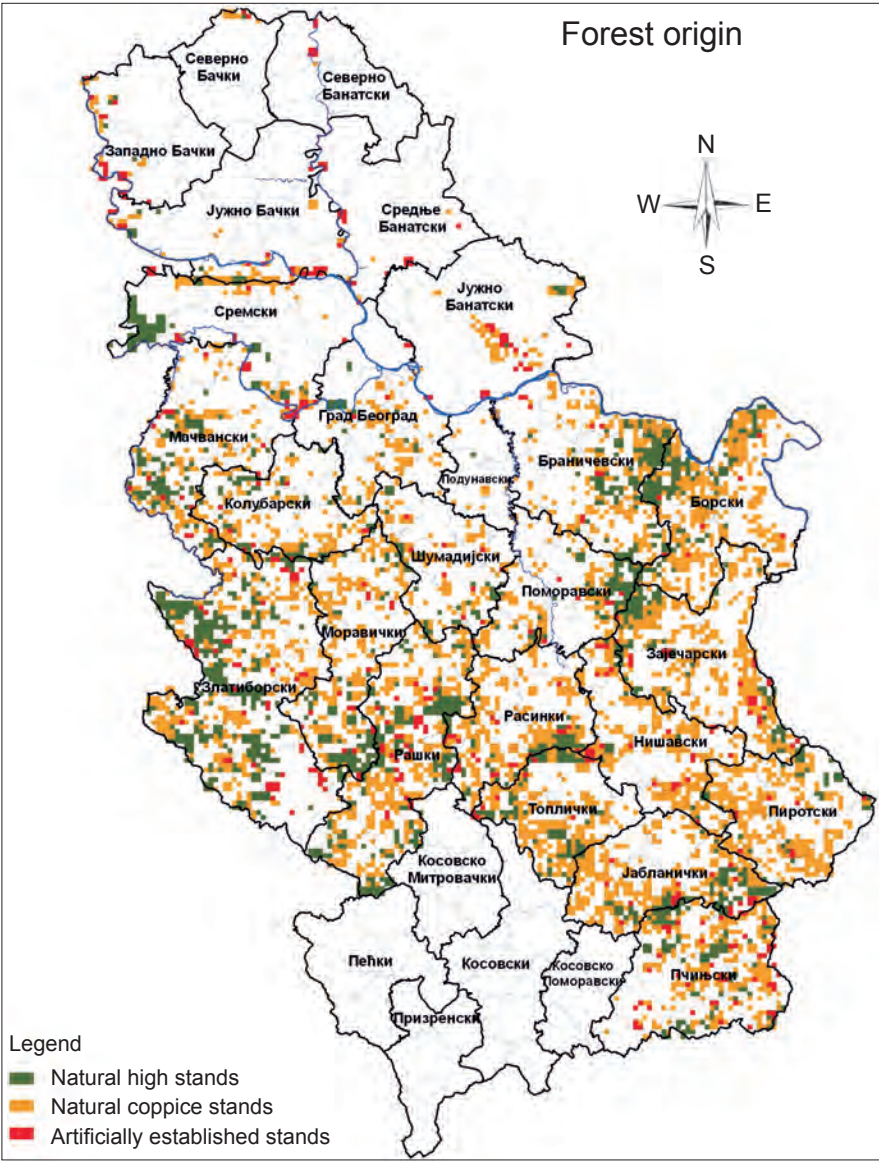 Forest origin
Северно
Бачки
Северно
Банатски
Западно Бачки
N
W
E
S
Јужно Бачки
Средње
Банатски
Јужно
Банатски
Сремски
Град Београд
Мачвански
Браничевски
Подунавски
Колубарски
Борски
Шумадијски
Поморавски
Моравички
Зајечарски
Златиборски
Расинки
Рашки
Нишавски
Топлички
Пиротски
Косовско
Митровачки
Јабланички
Пећки
Косовски
Косовско
Поморавски
Пчињски
Призренски
Legend
Natural high stands
Natural coppice stands
Artificially established stands